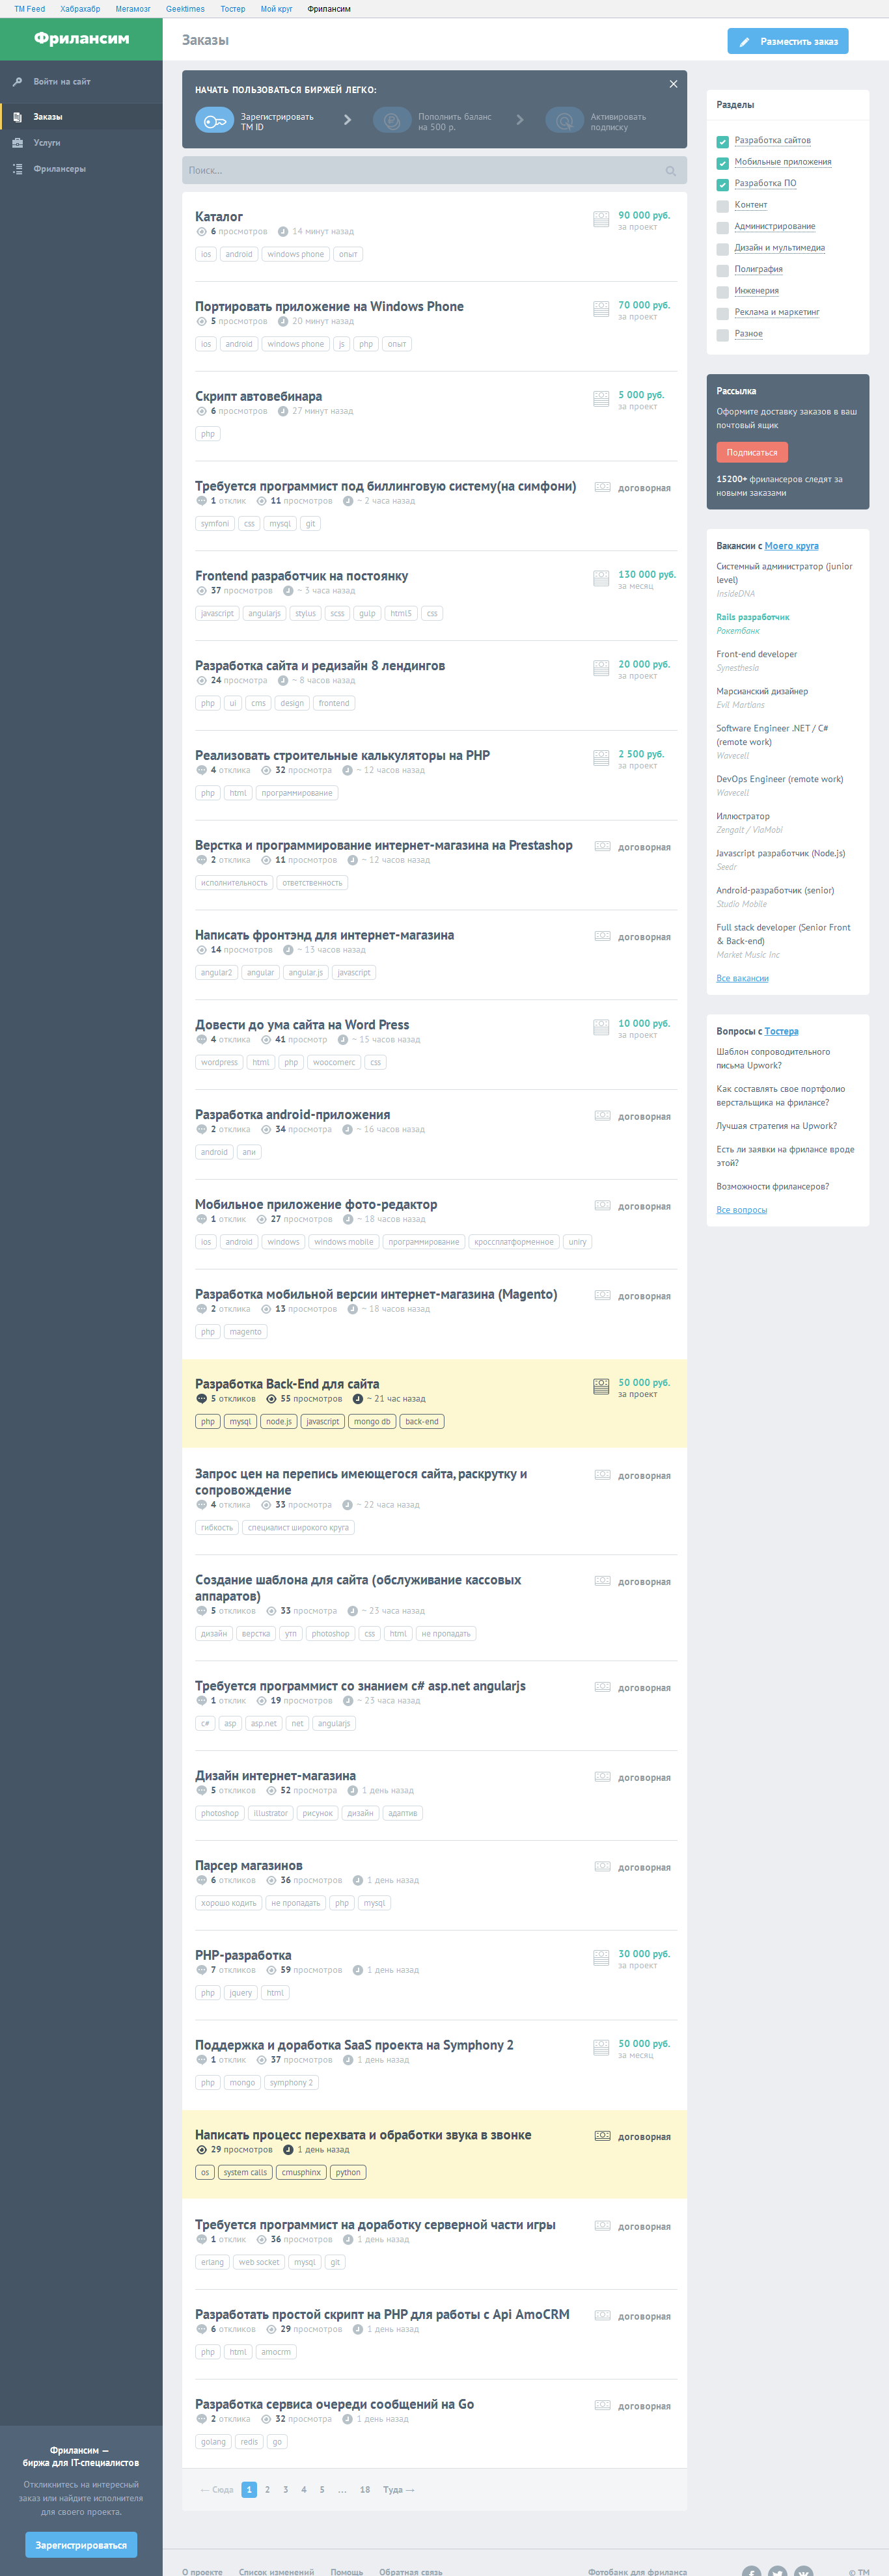 TM Feed Хабрахабр Мегамозг Geektimes Тостер Мой круг Фрилансим
Фрилансим
Войти на сайт
Заказы
Услуги
Фрилансеры
Заказы
Разместить заказ
НАЧАТЬ ПОЛЬЗОВАТЬСЯ БИРЖЕЙ ЛЕГКО:
Зарегистрировать
TM ID
Пополнить баланс
на 500 р.
Активировать
подписку
Поиск...
Каталог
90 000 руб.
6 просмотров 14 минут назад
за проект
ios android windows phone опыт
Портировать приложение на Windows Phone
70 000 руб.
5 просмотров 20 минут назад
за проект
ios android windows phone js php опыт
Скрипт автовебинара
5 000 руб.
6 просмотров 27 минут назад
за проект
php
Требуется программист под биллинговую систему(на симфони)
договорная
1 отклик 11 просмотров ~ 2 часа назад
symfoni css mysql git
Frontend разработчик на постоянку
130 000 руб.
37 просмотров ~ 3 часа назад
за месяц
javascript angularjs stylus scss gulp html5 css
Разработка сайта и редизайн 8 лендингов
20 000 руб.
24 просмотра ~ 8 часов назад
за проект
php ui cms design frontend
Реализовать строительные калькуляторы на PHP
2 500 руб.
4 отклика 32 просмотра ~ 12 часов назад
за проект
php html программирование
Верстка и программирование интернет-магазина на Prestashop
договорная
2 отклика 11 просмотров ~ 12 часов назад
исполнительность ответственность
Написать фронтэнд для интернет-магазина
договорная
14 просмотров ~ 13 часов назад
angular2 angular angular.js javascript
Довести до ума сайта на Word Press
10 000 руб.
4 отклика 41 просмотр ~ 15 часов назад
за проект
wordpress html php woocomerc css
Разработка android-приложения
договорная
2 отклика 34 просмотра ~ 16 часов назад
android апи
Мобильное приложение фото-редактор
договорная
1 отклик 27 просмотров ~ 18 часов назад
ios android windows windows mobile программирование кроссплатформенное uniry
Разработка мобильной версии интернет-магазина (Magento)
договорная
2 отклика 13 просмотров ~ 18 часов назад
php magento
Разработка Back-End для сайта
50 000 руб.
5 откликов 55 просмотров ~ 21 час назад
за проект
php mysql node.js javascript mongo db back-end
Запрос цен на перепись имеющегося сайта, раскрутку и
сопровождение
договорная
4 отклика 33 просмотра ~ 22 часа назад
гибкость специалист широкого круга
Создание шаблона для сайта (обслуживание кассовых
аппаратов)
договорная
5 откликов 33 просмотра ~ 23 часа назад
дизайн верстка утп photoshop css html не пропадать
Требуется программист со знанием c# asp.net angularjs
договорная
1 отклик 19 просмотров ~ 23 часа назад
c# asp asp.net net angularjs
Дизайн интернет-магазина
договорная
5 откликов 52 просмотра 1 день назад
photoshop illustrator рисунок дизайн адаптив
Парсер магазинов
договорная
6 откликов 36 просмотров 1 день назад
хорошо кодить не пропадать php mysql
PHP-разработка
30 000 руб.
7 откликов 59 просмотров 1 день назад
за проект
php jquery html
Поддержка и доработка SaaS проекта на Symphony 2
50 000 руб.
1 отклик 37 просмотров 1 день назад
за месяц
php mongo symphony 2
Написать процесс перехвата и обработки звука в звонке
договорная
29 просмотров 1 день назад
os system calls cmusphinx python
Требуется программист на доработку серверной части игры
договорная
1 отклик 36 просмотров 1 день назад
erlang web socket mysql git
Разработать простой скрипт на PHP для работы с Api AmoCRM
договорная
6 откликов 29 просмотров 1 день назад
php html amocrm
Разработка сервиса очереди сообщений на Go
договорная
2 отклика 32 просмотра 1 день назад
golang redis go
← Сюда 1 2 3 4 5 … 18 Туда →
Разделы
Разработка сайтов
Мобильные приложения
Разработка ПО
Контент
Администрирование
Дизайн и мультимедиа
Полиграфия
Инженерия
Реклама и маркетинг
Разное
Рассылка
Оформите доставку заказов в ваш
почтовый ящик
Подписаться
15200+ фрилансеров следят за
новыми заказами
Вакансии с Моего круга
Системный администратор (junior
level)
InsideDNA
Rails разработчик
Рокетбанк
Front-end developer
Synesthesia
Марсианский дизайнер
Evil Martians
Software Engineer .NET / C#
(remote work)
Wavecell
DevOps Engineer (remote work)
Wavecell
Иллюстратор
Zengalt / ViaMobi
Javascript разработчик (Node.js)
Seedr
Android-разработчик (senior)
Studio Mobile
Full stack developer (Senior Front
& Back-end)
Market Music Inc
Все вакансии
Вопросы с Тостера
Шаблон сопроводительного
письма Upwork?
Как составлять свое портфолио
верстальщика на фрилансе?
Лучшая стратегия на Upwork?
Есть ли заявки на фрилансе вроде
этой?
Возможности фрилансеров?
Все вопросы
Фрилансим —
биржа для IT-специалистов
Откликнитесь на интересный
заказ или найдите исполнителя
для своего проекта.
Зарегистрироваться
О проекте Список изменений Помощь Обратная связь Фотобанк для фриланса © ТМ